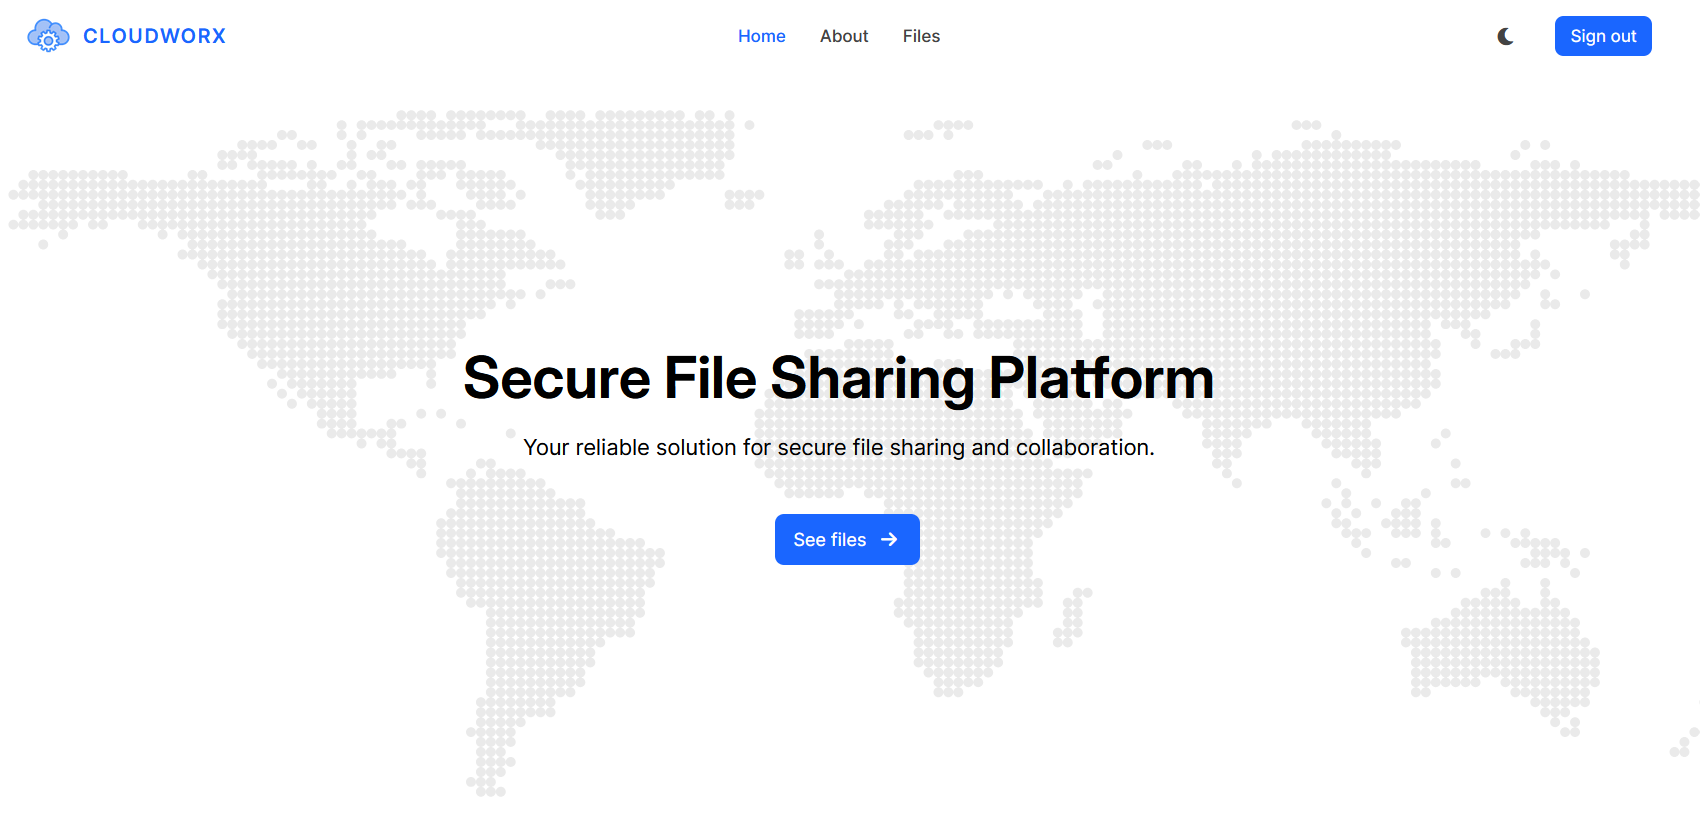 CLOUDWORX
Home
About
Files
Sign out
Secure File Sharing Platform
Your reliable solution for secure file sharing and collaboration.
See files